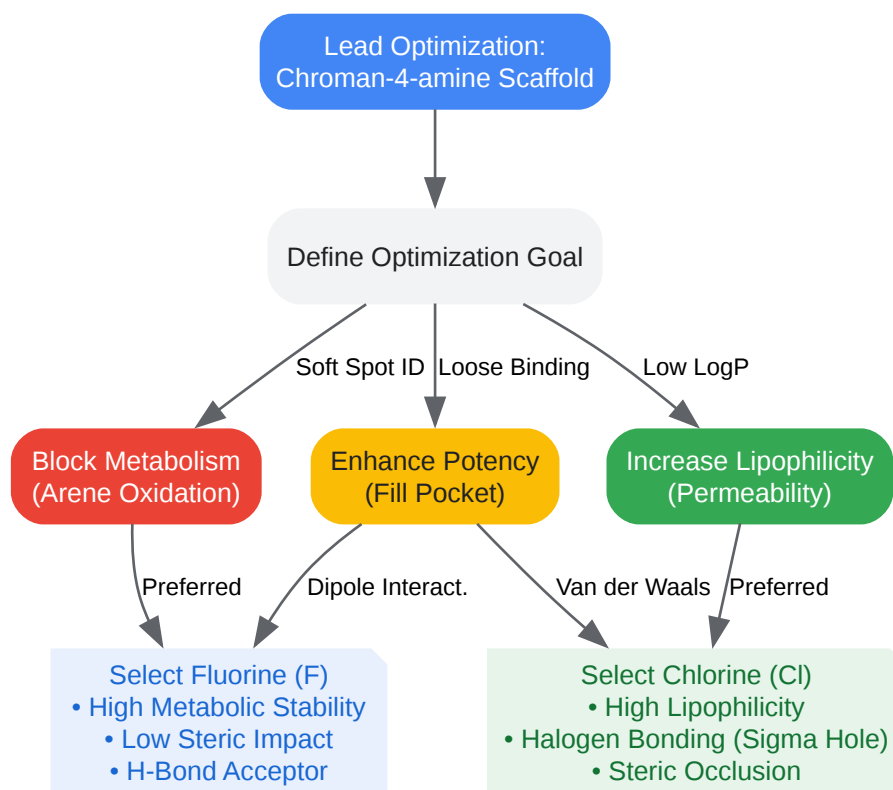 Lead Optimization:
Chroman-4-amine Scaffold
Define Optimization Goal
Soft Spot ID
Loose Binding
Low LogP
Block Metabolism
(Arene Oxidation)
Enhance Potency
(Fill Pocket)
Increase Lipophilicity
(Permeability)
Preferred
Dipole Interact.
Van der Waals
Preferred
Select Fluorine (F)
• High Metabolic Stability
• Low Steric Impact
• H-Bond Acceptor
Select Chlorine (Cl)
• High Lipophilicity
• Halogen Bonding (Sigma Hole)
• Steric Occlusion